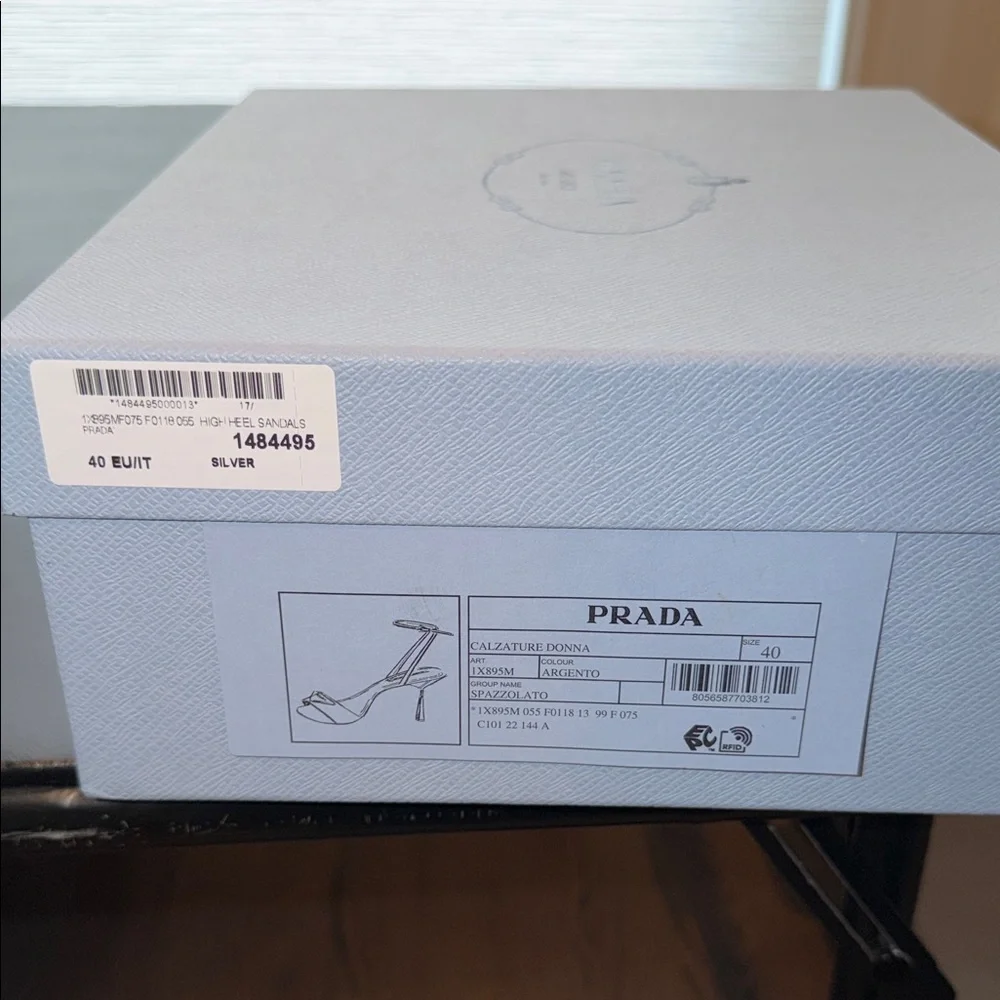 *1484495000013* 17/
1X895MF075 F0118 055 HIGH HEEL SANDALS
PRADA
1484495
40 EU/IT SILVER
PRADA
CALZATURE DONNA
SIZE
40
ART.
1X895M
COLOUR
ARGENTO
GROUP NAME
SPAZZOLATO
8056587703812
*1X895M 055 F0118 13 99 F 075
C101 22 144 A
EPC™
RFID